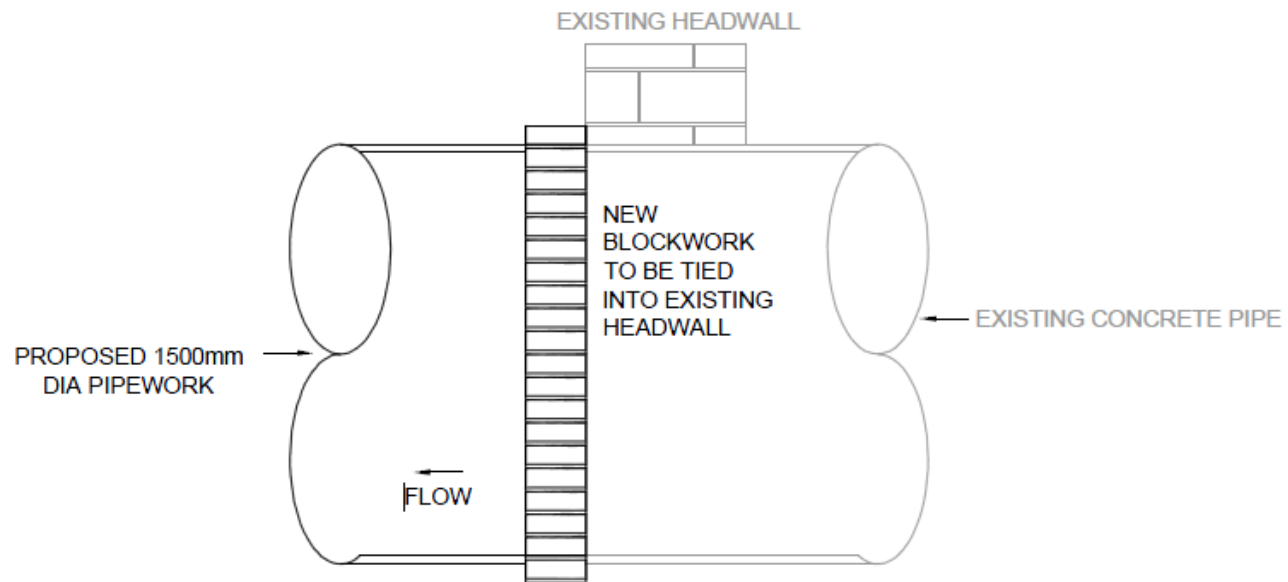 EXISTING HEADWALL
NEW
BLOCKWORK
TO BE TIED
INTO EXISTING
HEADWALL
EXISTING CONCRETE PIPE
PROPOSED 1500mm
DIA PIPEWORK
FLOW